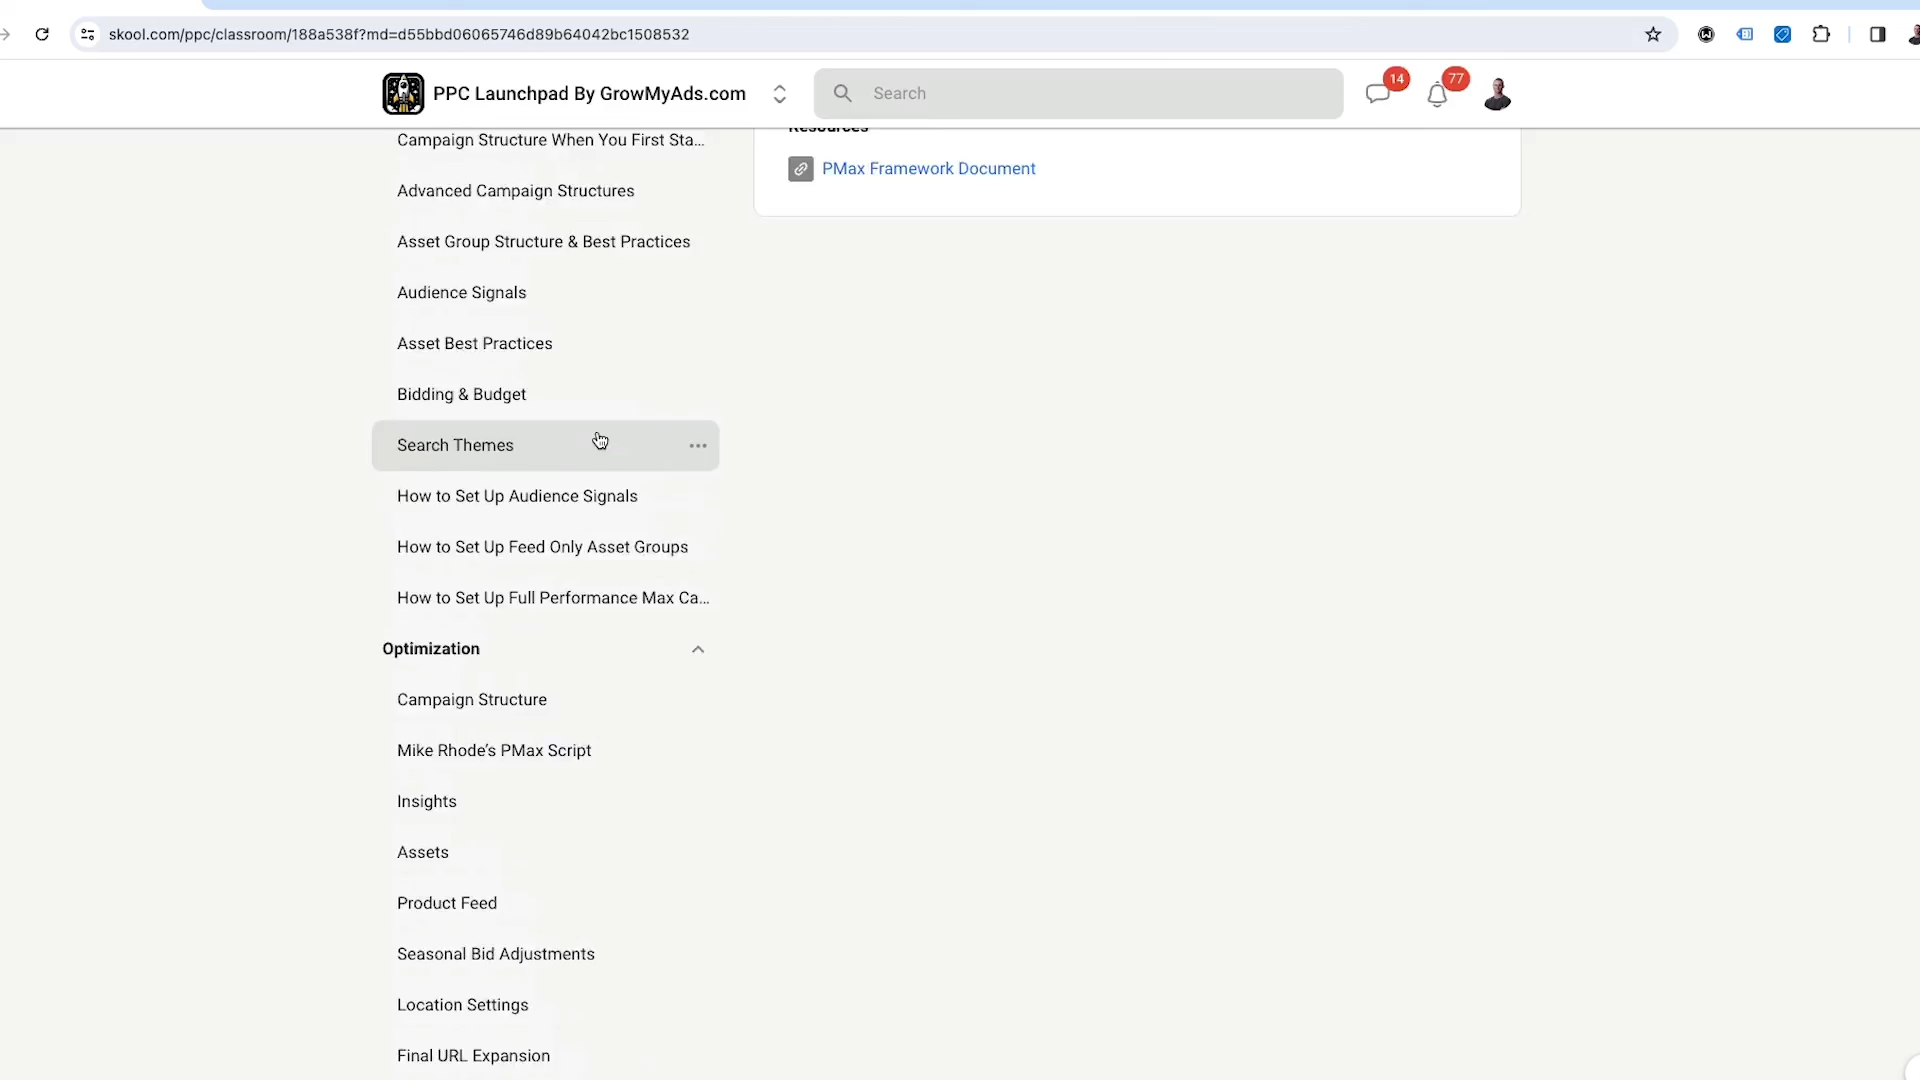 skool.com/ppc/classroom/188a538f?md=d55bbd06065746d89b64042bc1508532
PPC Launchpad By GrowMyAds.com
Search
14
77
Campaign Structure When You First Sta...
Resources
PMax Framework Document
Advanced Campaign Structures
Asset Group Structure & Best Practices
Audience Signals
Asset Best Practices
Bidding & Budget
Search Themes
How to Set Up Audience Signals
How to Set Up Feed Only Asset Groups
How to Set Up Full Performance Max Ca...
Optimization
Campaign Structure
Mike Rhode’s PMax Script
Insights
Assets
Product Feed
Seasonal Bid Adjustments
Location Settings
Final URL Expansion